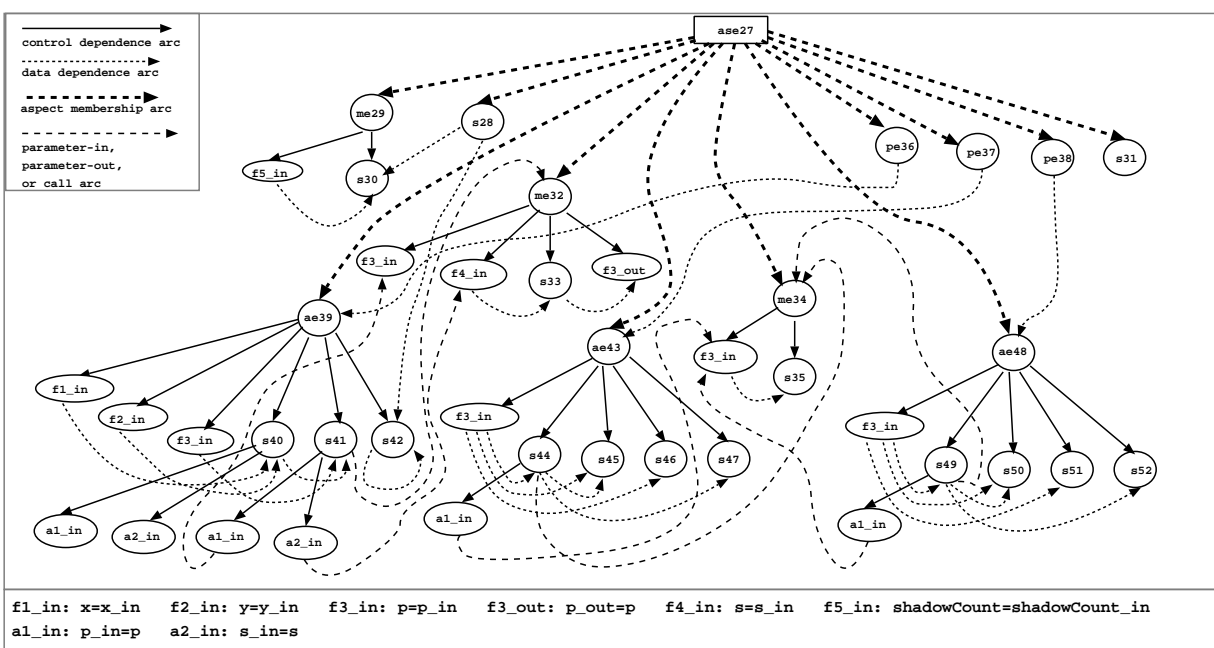 control dependence arc
data dependence arc
aspect membership arc
parameter-in,
parameter-out,
or call arc
ase27
me29
s28
pe36
pe37
pe38
s31
f5_in
s30
me32
f3_in
f4_in
s33
f3_out
me34
ae39
ae43
ae48
f3_in
s35
f1_in
f2_in
f3_in
s40
s41
s42
f3_in
s44
s45
s46
s47
f3_in
s49
s50
s51
s52
a1_in
a2_in
a1_in
a2_in
a1_in
a1_in
f1_in: x=x_in f2_in: y=y_in f3_in: p=p_in f3_out: p_out=p f4_in: s=s_in f5_in: shadowCount=shadowCount_in
a1_in: p_in=p a2_in: s_in=s